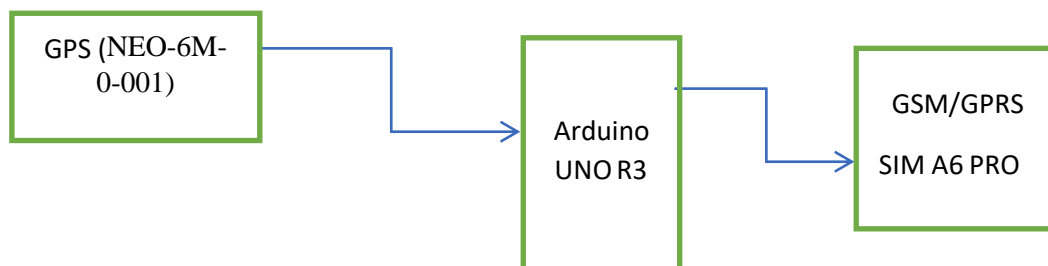 GPS (NEO-6M-
0-001)
Arduino
UNO R3
GSM/GPRS
SIM A6 PRO